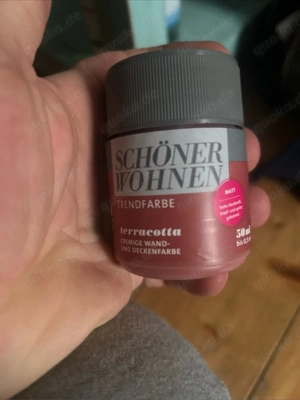 SCHÖNER
WOHNEN
TRENDFARBE
MATT
terracotta
CREMIGE WAND-
UND DECKENFARBE
50 ml